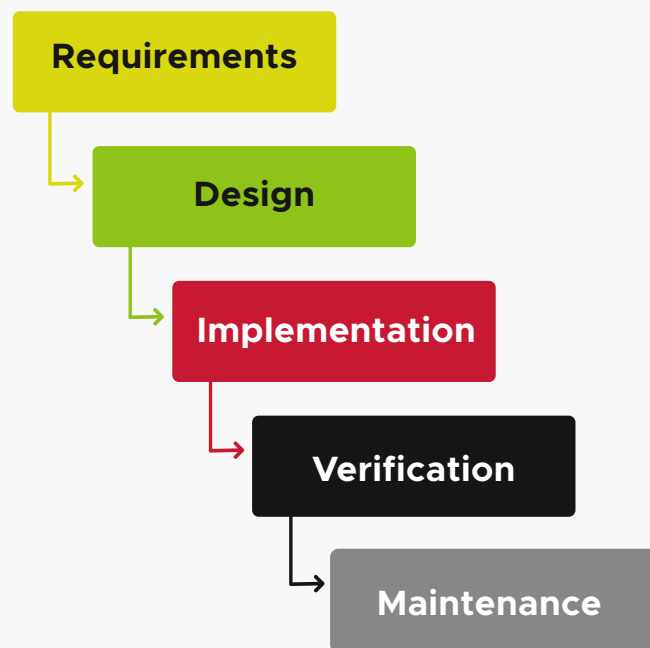 Requirements
Design
Implementation
Verification
Maintenance